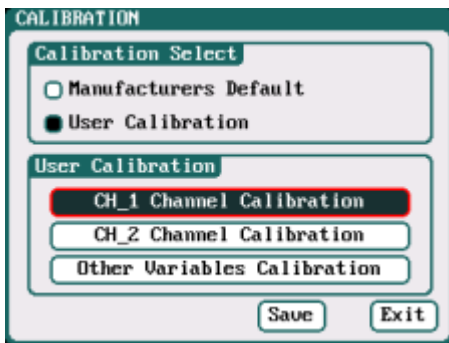 CALIBRATION
Calibration Select
Manufacturers Default
User Calibration
User Calibration
CH_1 Channel Calibration
CH_2 Channel Calibration
Other Variables Calibration
Save Exit